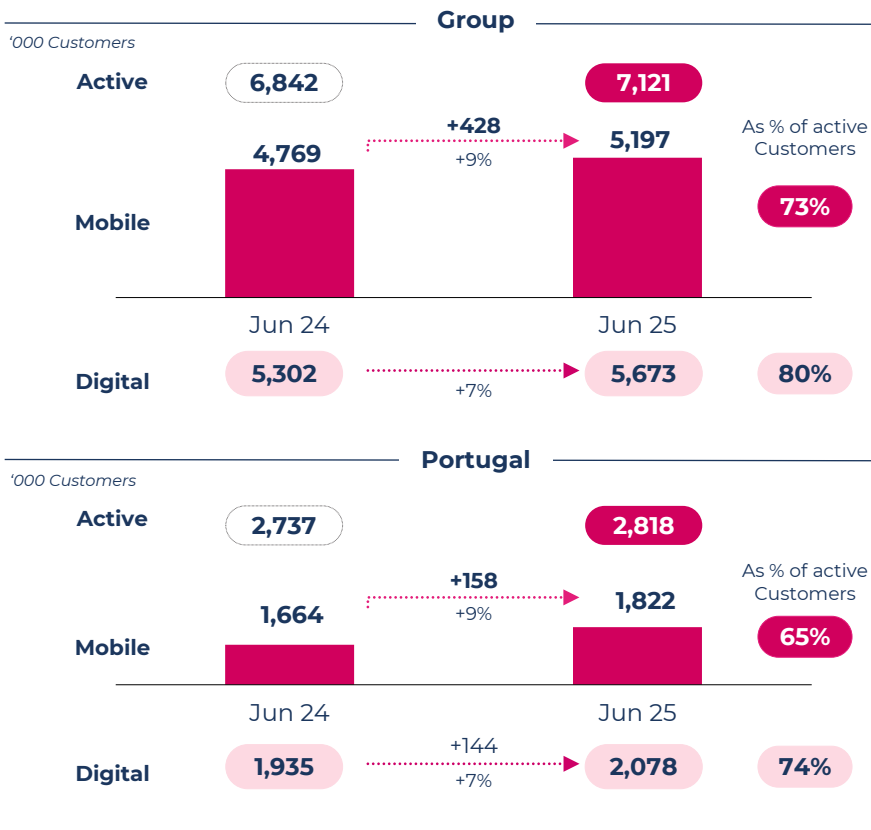 Group
‘000 Customers
Active
6,842
7,121
+428
+9%
4,769
5,197
As % of active
Customers
Mobile
73%
Jun 24
Jun 25
Digital
5,302
+7%
5,673
80%
Portugal
‘000 Customers
Active
2,737
2,818
+158
+9%
1,664
1,822
As % of active
Customers
Mobile
65%
Jun 24
Jun 25
Digital
1,935
+144
+7%
2,078
74%